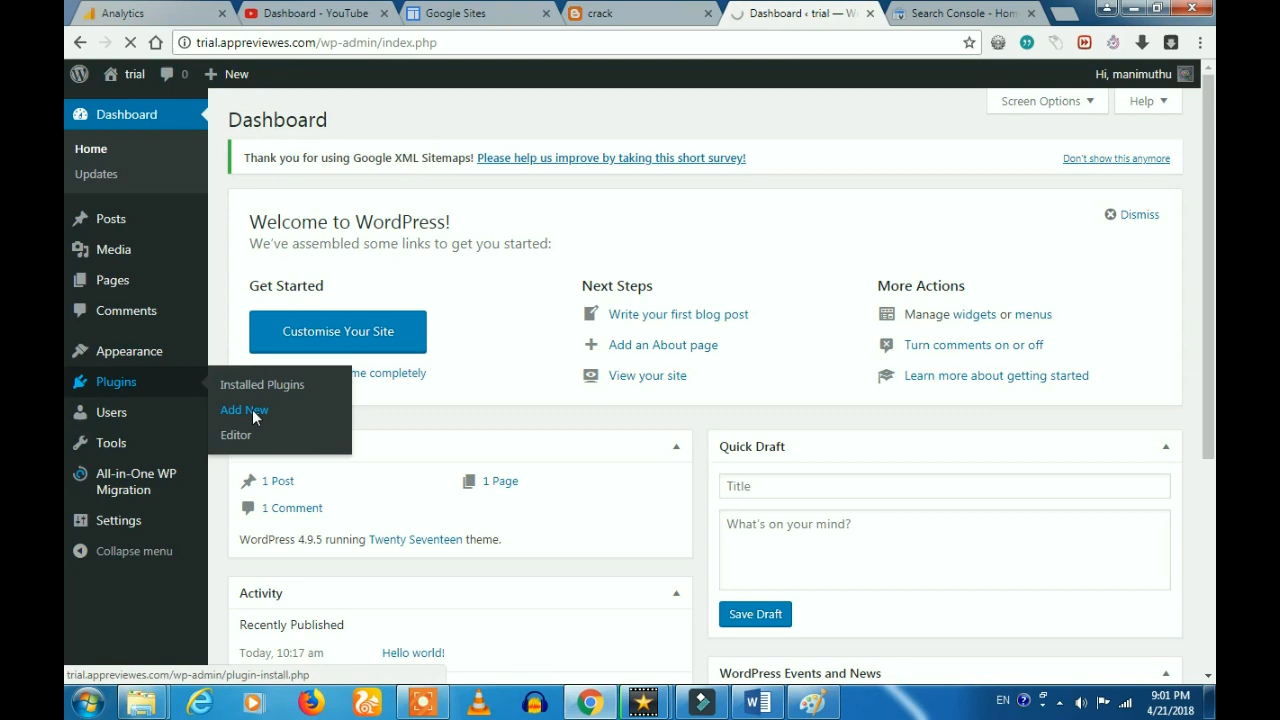 Analytics
Dashboard - YouTube
Google Sites
crack
Dashboard ‹ trial — W
Search Console - Hom
trial.appreviewes.com/wp-admin/index.php
trial
0
New
Hi, manimuthu
Dashboard
Home
Updates
Posts
Media
Pages
Comments
Appearance
Plugins
Users
Tools
All-in-One WP
Migration
Settings
Collapse menu
Installed Plugins
Add New
Editor
Screen Options
Help
Dashboard
Thank you for using Google XML Sitemaps! Please help us improve by taking this short survey!
Don't show this anymore
Welcome to WordPress!
We've assembled some links to get you started:
Dismiss
Get Started
Customise Your Site
me completely
Next Steps
Write your first blog post
Add an About page
View your site
More Actions
Manage widgets or menus
Turn comments on or off
Learn more about getting started
1 Post
1 Page
1 Comment
WordPress 4.9.5 running Twenty Seventeen theme.
Activity
Recently Published
Today, 10:17 am
Hello world!
Quick Draft
Title
What's on your mind?
Save Draft
WordPress Events and News
trial.appreviewes.com/wp-admin/plugin-install.php
EN
9:01 PM
4/21/2018